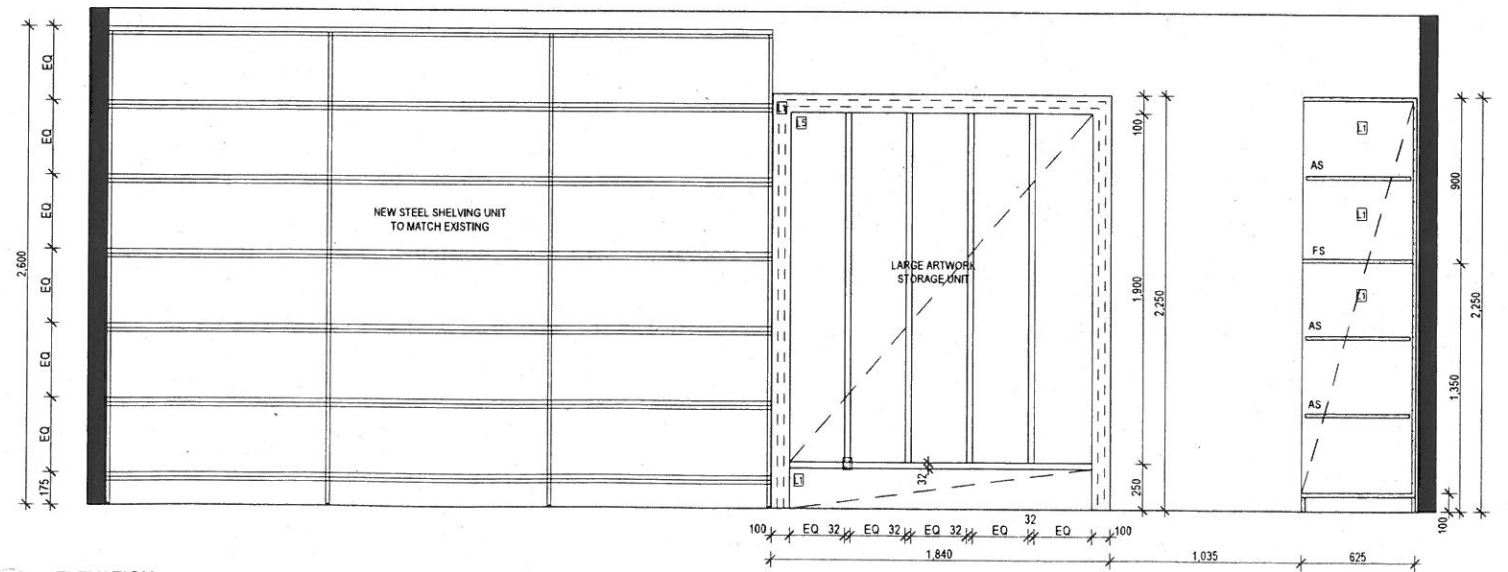 2,600
EQ
EQ
EQ
EQ
EQ
EQ
175
NEW STEEL SHELVING UNIT
TO MATCH EXISTING
L5
LARGE ARTWORK
STORAGE UNIT
L1
32
100
1,900
250
2,250
100 EQ 32 EQ 32 EQ 32 EQ 32 EQ 100
1,840
1,035
625
L1
AS
L1
FS
L1
AS
AS
900
1,350
100
2,250